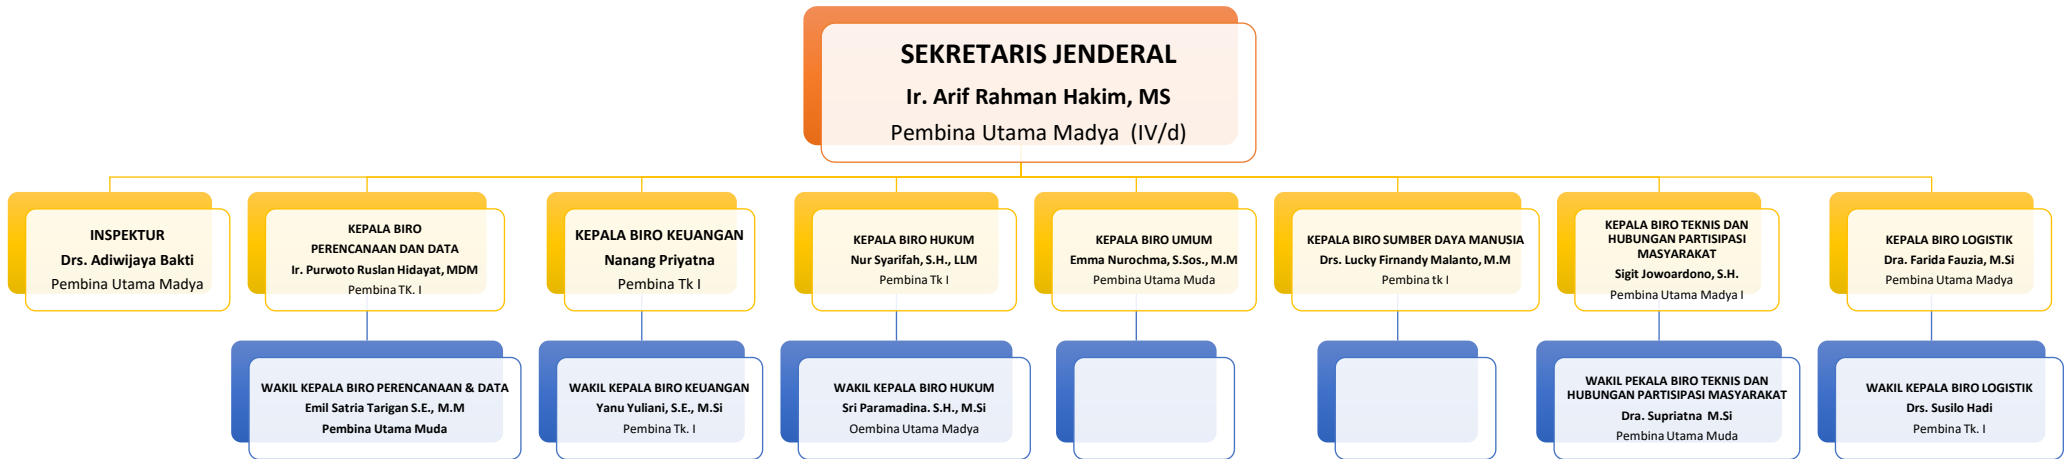 SEKRETARIS JENDERAL
Ir. Arif Rahman Hakim, MS
Pembina Utama Madya (IV/d)
INSPEKTUR
Drs. Adiwijaya Bakti
Pembina Utama Madya
KEPALA BIRO
PERENCANAAN DAN DATA
Ir. Purwoto Ruslan Hidayat, MDM
Pembina TK. I
KEPALA BIRO KEUANGAN
Nanang Priyatna
Pembina Tk I
KEPALA BIRO HUKUM
Nur Syarifah, S.H., LLM
Pembina Tk I
KEPALA BIRO UMUM
Emma Nurochma, S.Sos., M.M
Pembina Utama Muda
KEPALA BIRO SUMBER DAYA MANUSIA
Drs. Lucky Firnandy Malanto, M.M
Pembina tk I
KEPALA BIRO TEKNIS DAN
HUBUNGAN PARTISIPASI
MASYARAKAT
Sigit Jowoardono, S.H.
Pembina Utama Madya I
KEPALA BIRO LOGISTIK
Dra. Farida Fauzia, M.Si
Pembina Utama Madya
WAKIL KEPALA BIRO PERENCANAAN & DATA
Emil Satria Tarigan S.E., M.M
Pembina Utama Muda
WAKIL KEPALA BIRO KEUANGAN
Yanu Yuliani, S.E., M.Si
Pembina Tk. I
WAKIL KEPALA BIRO HUKUM
Sri Paramadina. S.H., M.Si
Oembina Utama Madya
WAKIL PEKALA BIRO TEKNIS DAN
HUBUNGAN PARTISIPASI MASYARAKAT
Dra. Supriatna M.Si
Pembina Utama Muda
WAKIL KEPALA BIRO LOGISTIK
Drs. Susilo Hadi
Pembina Tk. I